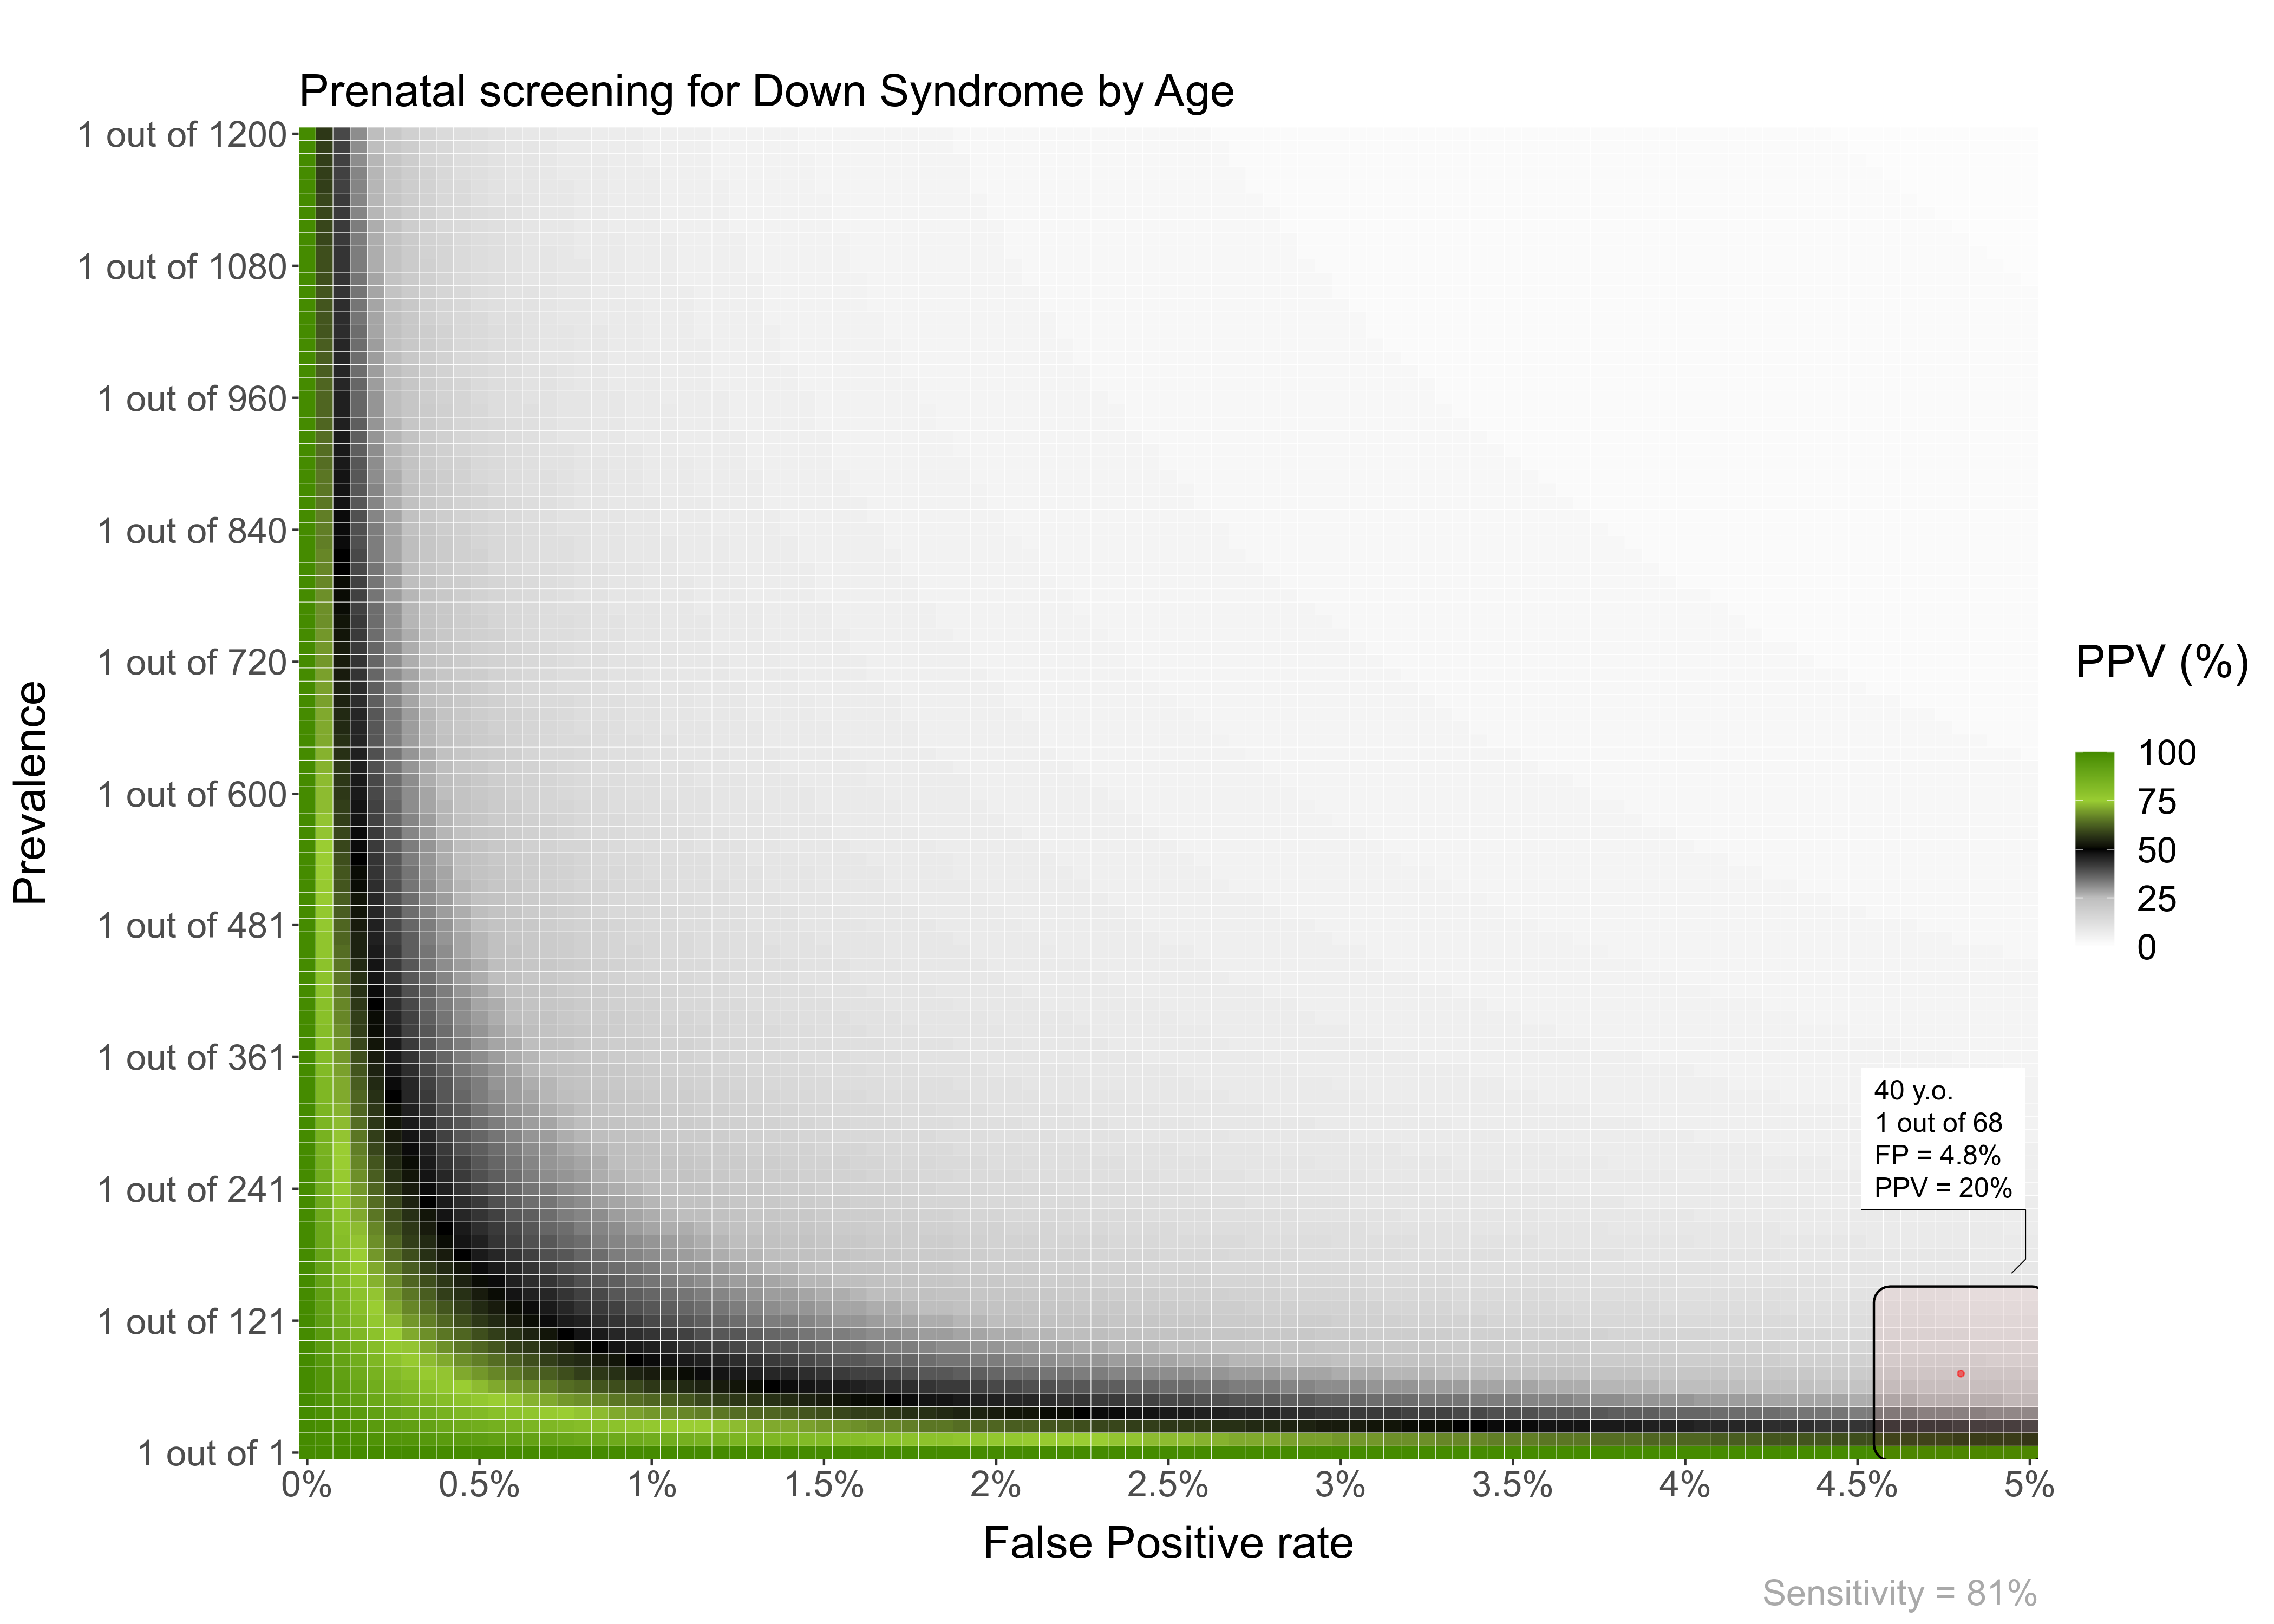 Prenatal screening for Down Syndrome by Age
Prevalence
1 out of 1200
1 out of 1080
1 out of 960
1 out of 840
1 out of 720
1 out of 600
1 out of 481
1 out of 361
1 out of 241
1 out of 121
1 out of 1
0%
0.5%
1%
1.5%
2%
2.5%
3%
3.5%
4%
4.5%
5%
False Positive rate
40 y.o.
1 out of 68
FP = 4.8%
PPV = 20%
PPV (%)
100
75
50
25
0
Sensitivity = 81%